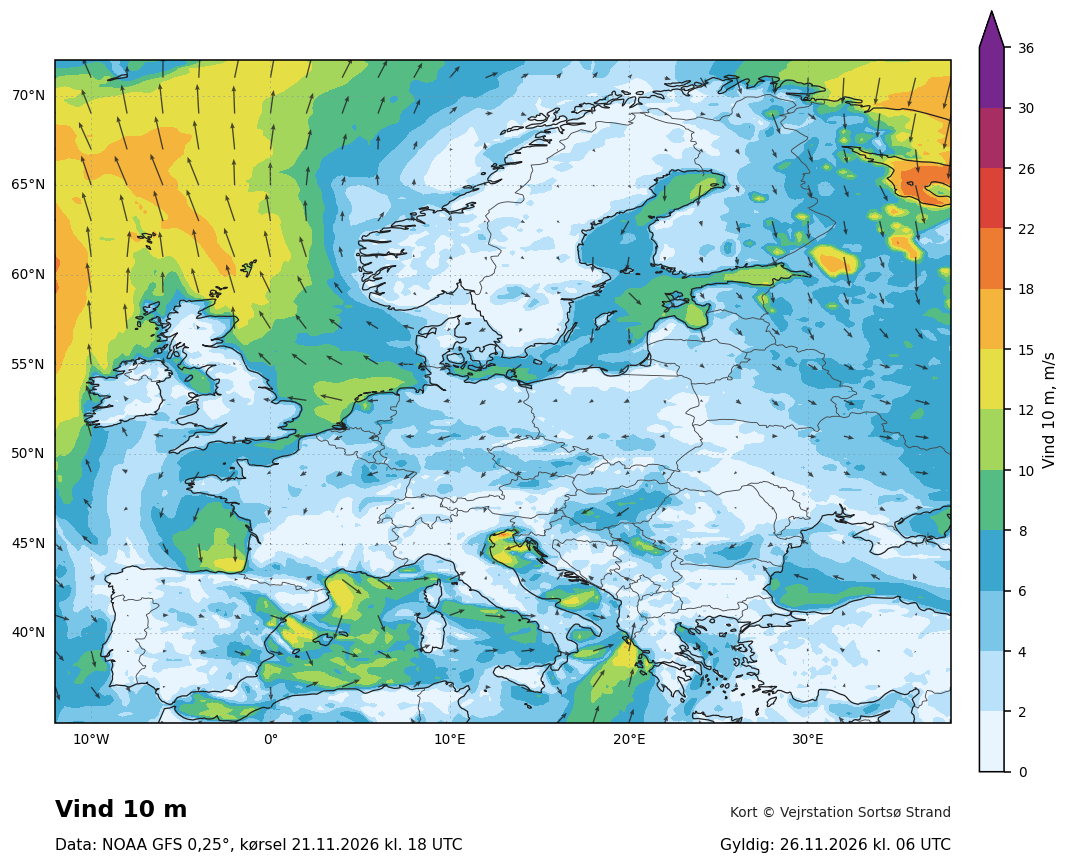 36
30
26
22
18
15
12
10
8
6
4
2
0
Vind 10 m, m/s
70°N
65°N
60°N
55°N
50°N
45°N
40°N
10°W
0°
10°E
20°E
30°E
Vind 10 m
Kort © Vejrstation Sortsø Strand
Data: NOAA GFS 0,25°, kørsel 21.11.2026 kl. 18 UTC
Gyldig: 26.11.2026 kl. 06 UTC